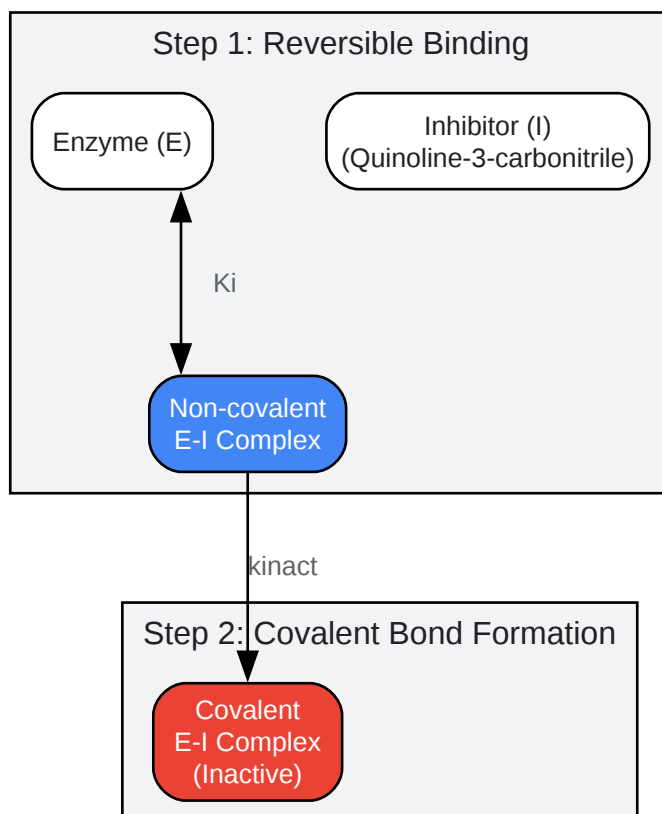 Step 1: Reversible Binding
Enzyme (E)
Inhibitor (I)
(Quinoline-3-carbonitrile)
Ki
Non-covalent
E-I Complex
kinact
Step 2: Covalent Bond Formation
Covalent
E-I Complex
(Inactive)